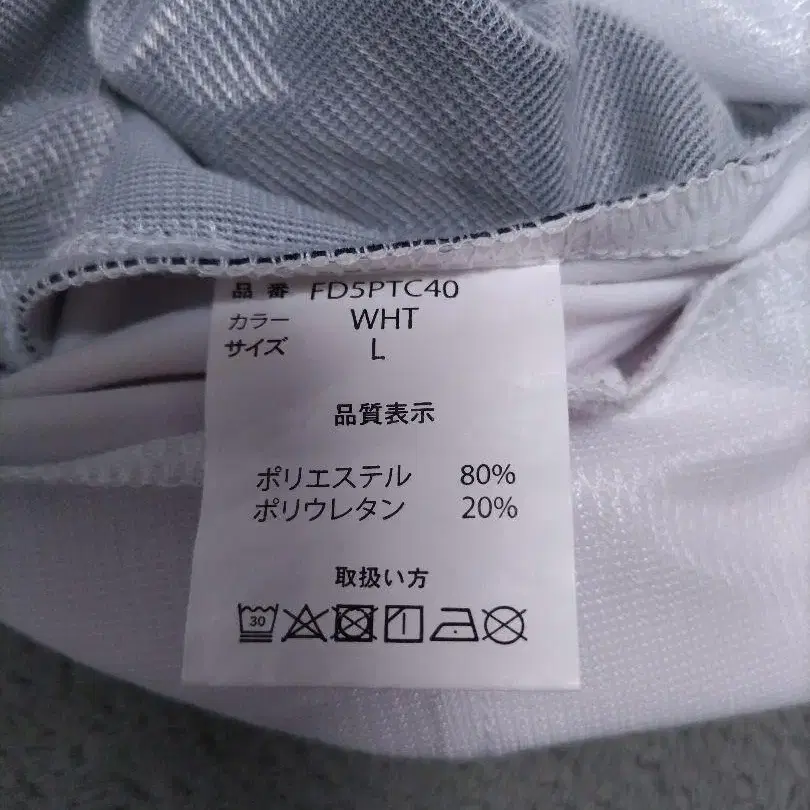 品番 FD5PTC40
カラー WHT
サイズ L
品質表示
ポリエステル 80%
ポリウレタン 20%
取扱い方
30